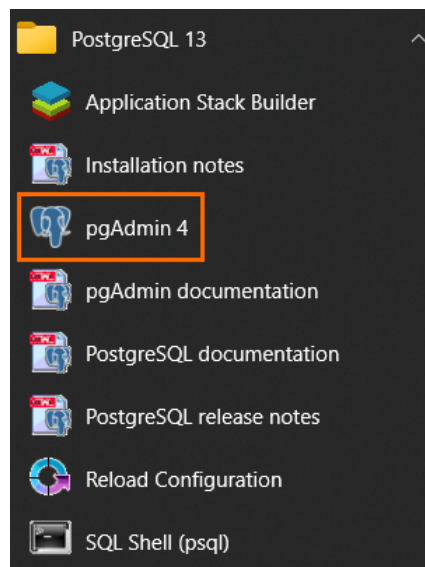 PostgreSQL 13
Application Stack Builder
Installation notes
pgAdmin 4
pgAdmin documentation
PostgreSQL documentation
PostgreSQL release notes
Reload Configuration
SQL Shell (psql)